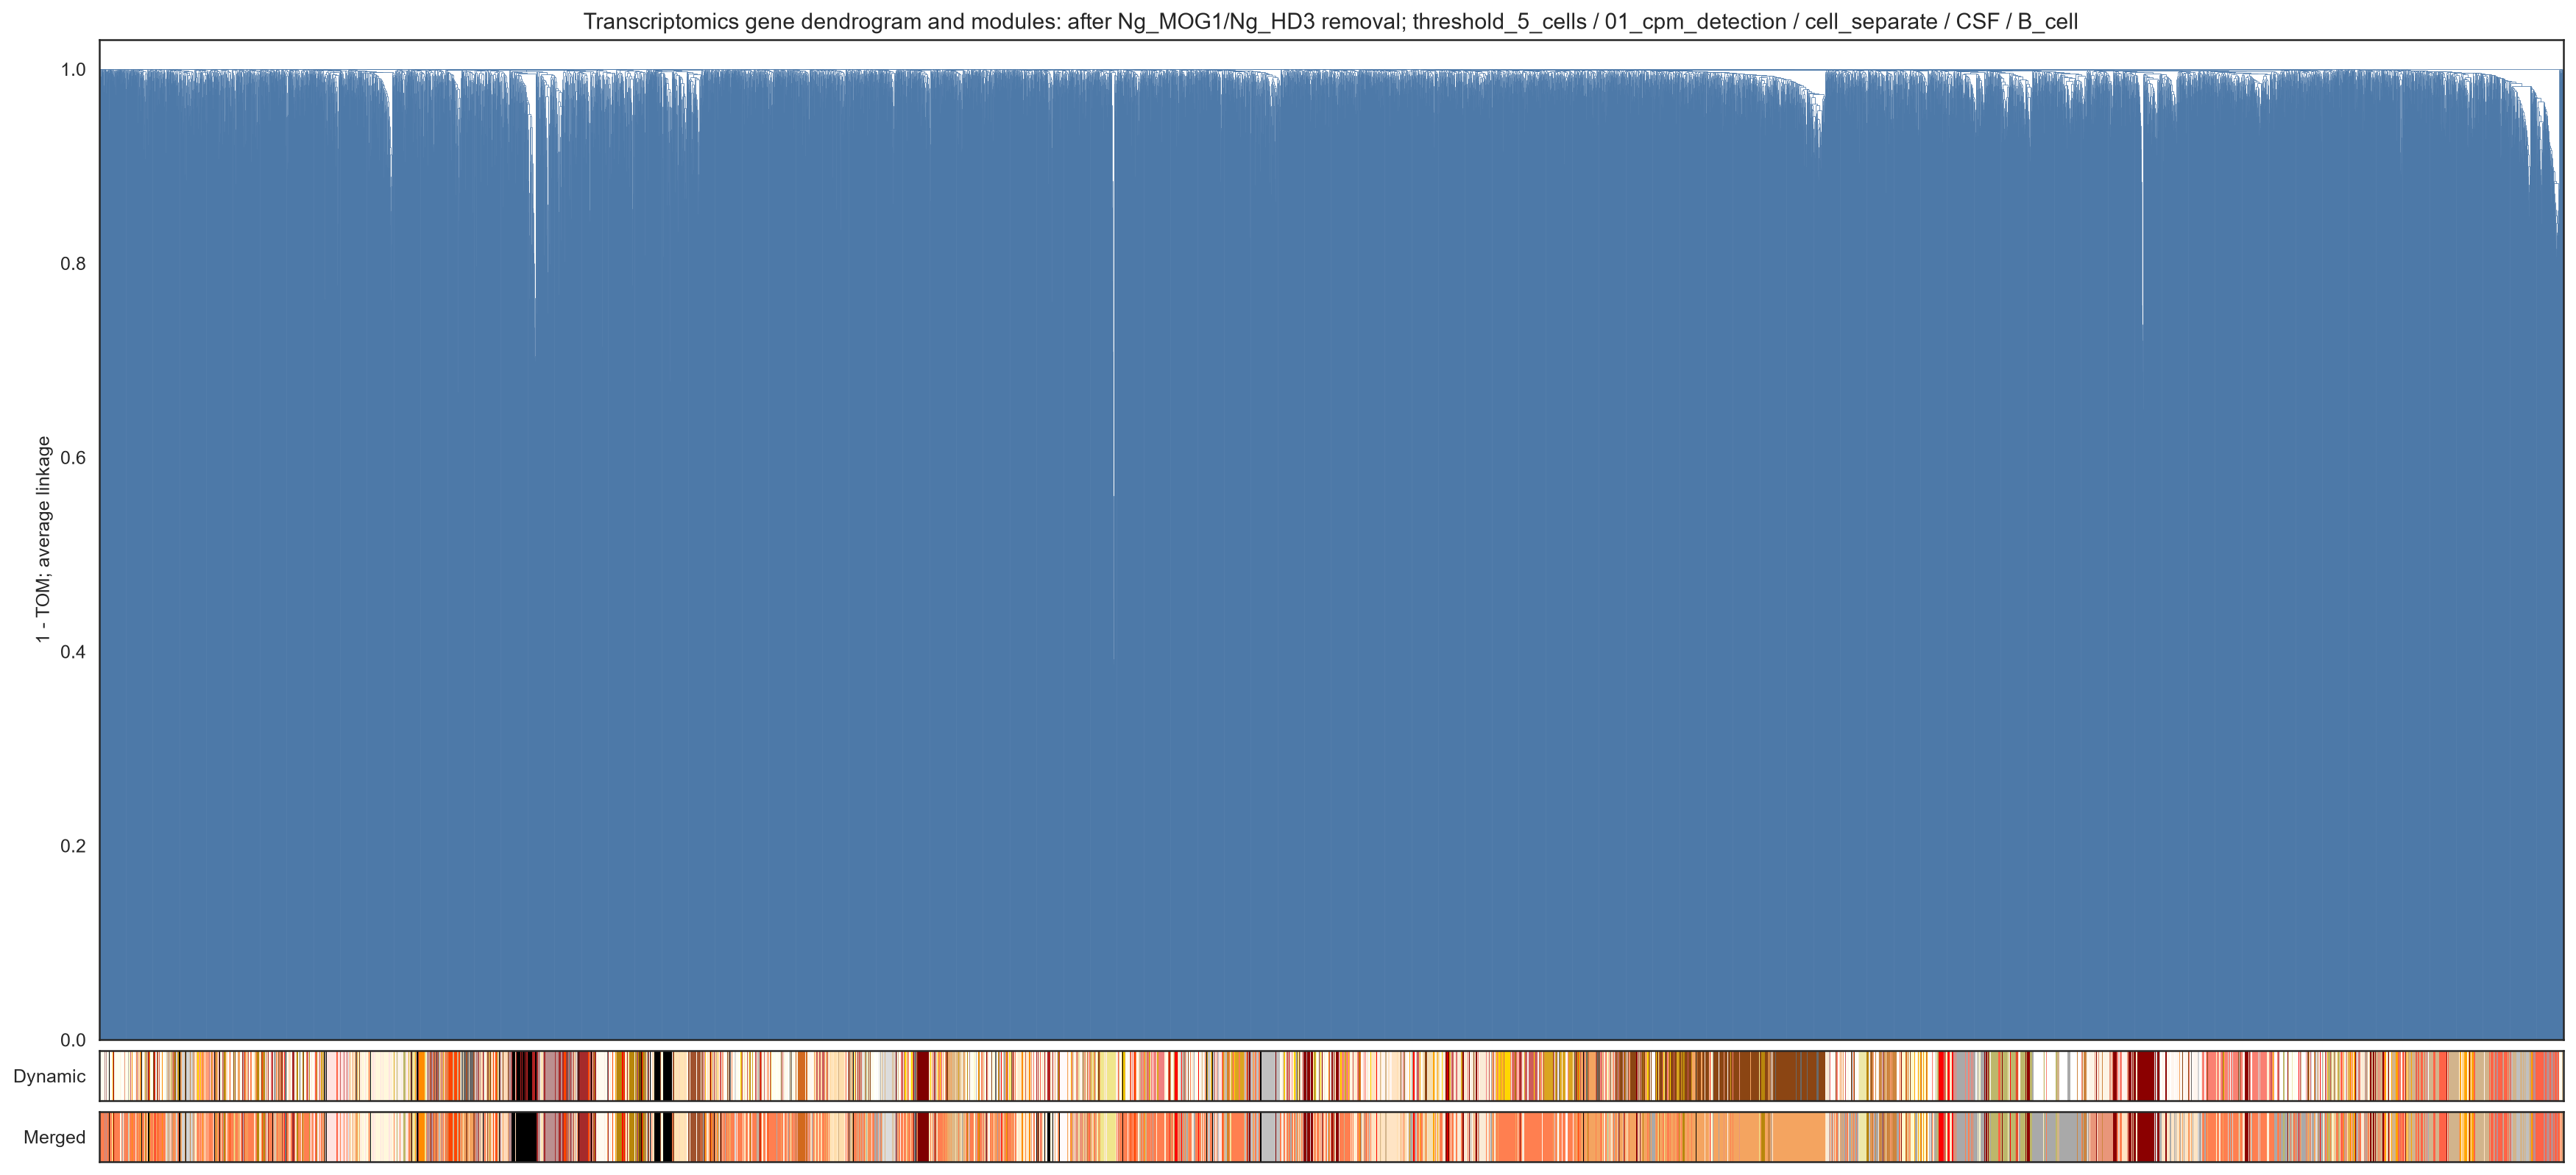 Transcriptomics gene dendrogram and modules: after Ng_MOG1/Ng_HD3 removal; threshold_5_cells / 01_cpm_detection / cell_separate / CSF / B_cell
1.0
0.8
0.6
0.4
0.2
0.0
1 - TOM; average linkage
Dynamic
Merged